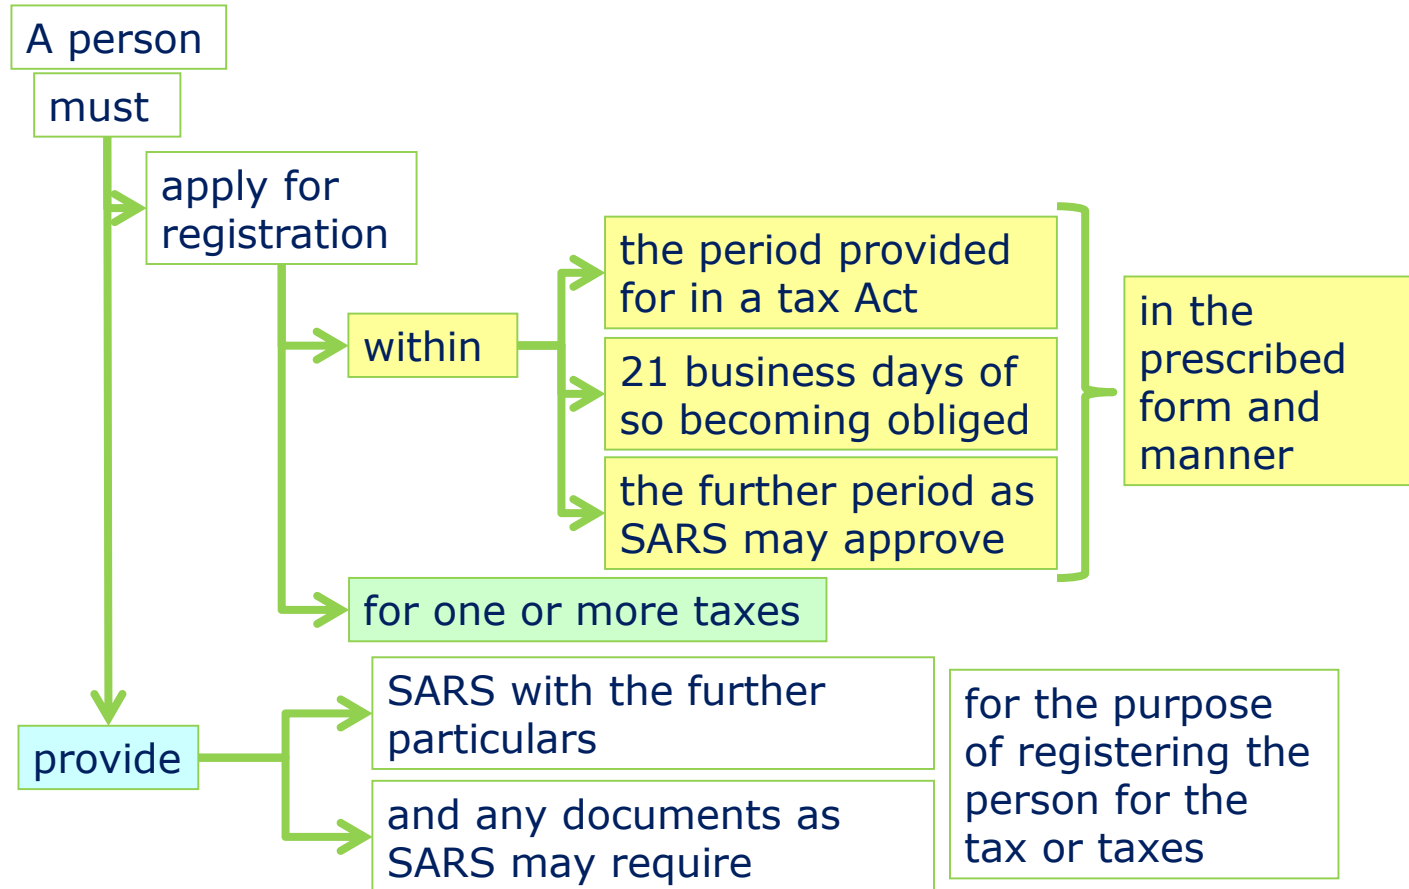 A person
must
apply for
registration
within
the period provided
for in a tax Act
21 business days of
so becoming obliged
the further period as
SARS may approve
in the
prescribed
form and
manner
for one or more taxes
provide
SARS with the further
particulars
and any documents as
SARS may require
for the purpose
of registering the
person for the
tax or taxes